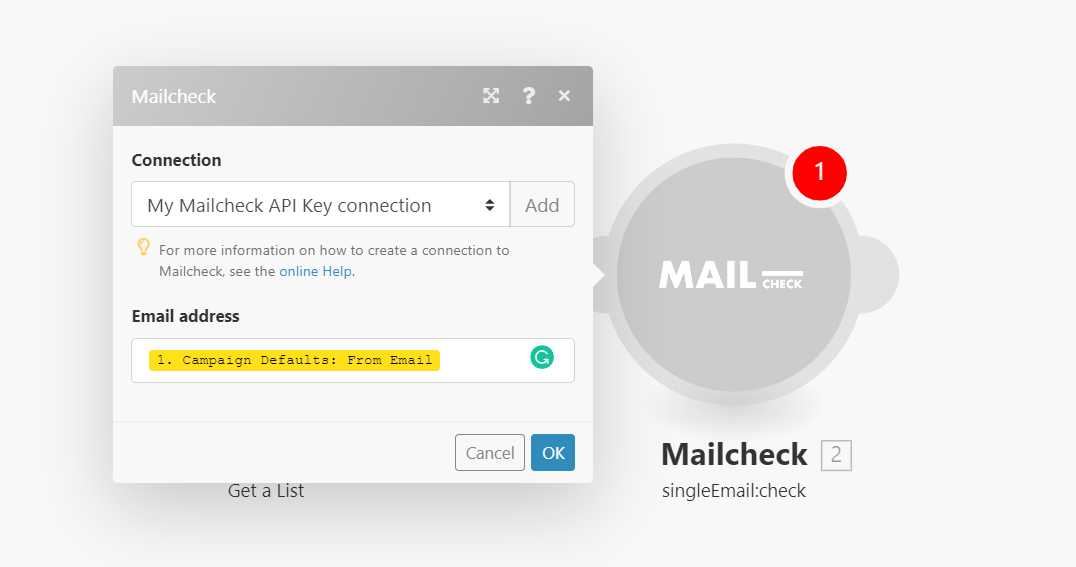 Mailcheck
Connection
My Mailcheck API Key connection
Add
For more information on how to create a connection to
Mailcheck, see the online Help.
Email address
1. Campaign Defaults: From Email
Cancel
OK
Get a List
1
MAIL
CHECK
Mailcheck 2
singleEmail:check